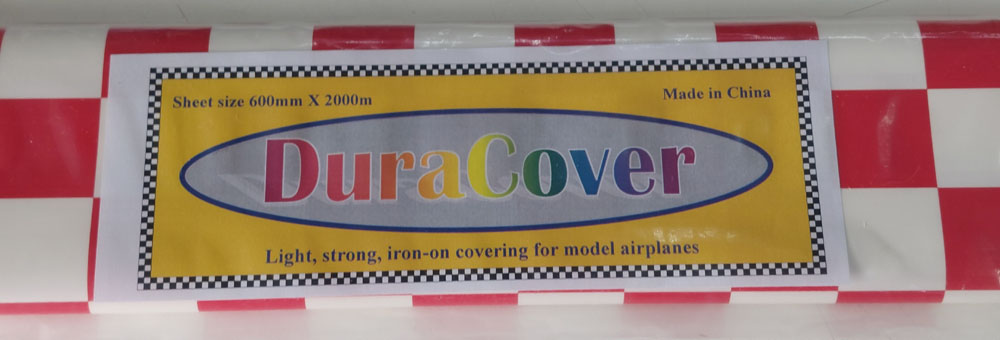 Sheet size 600mm X 2000m
Made in China
DuraCover
Light, strong, iron-on covering for model airplanes